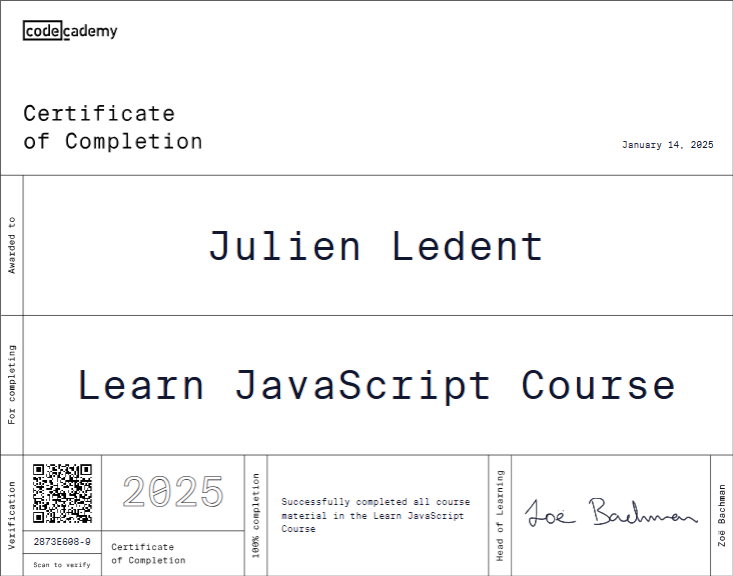 codecademy
Certificate
of Completion
January 14, 2025
Awarded to
Julien Ledent
For completing
Learn JavaScript Course
Verification
2873E608-9
Scan to verify
2025
Certificate
of Completion
100% completion
Successfully completed all course
material in the Learn JavaScript
Course
Head of Learning
Zoë Bachman
Zoë Bachman